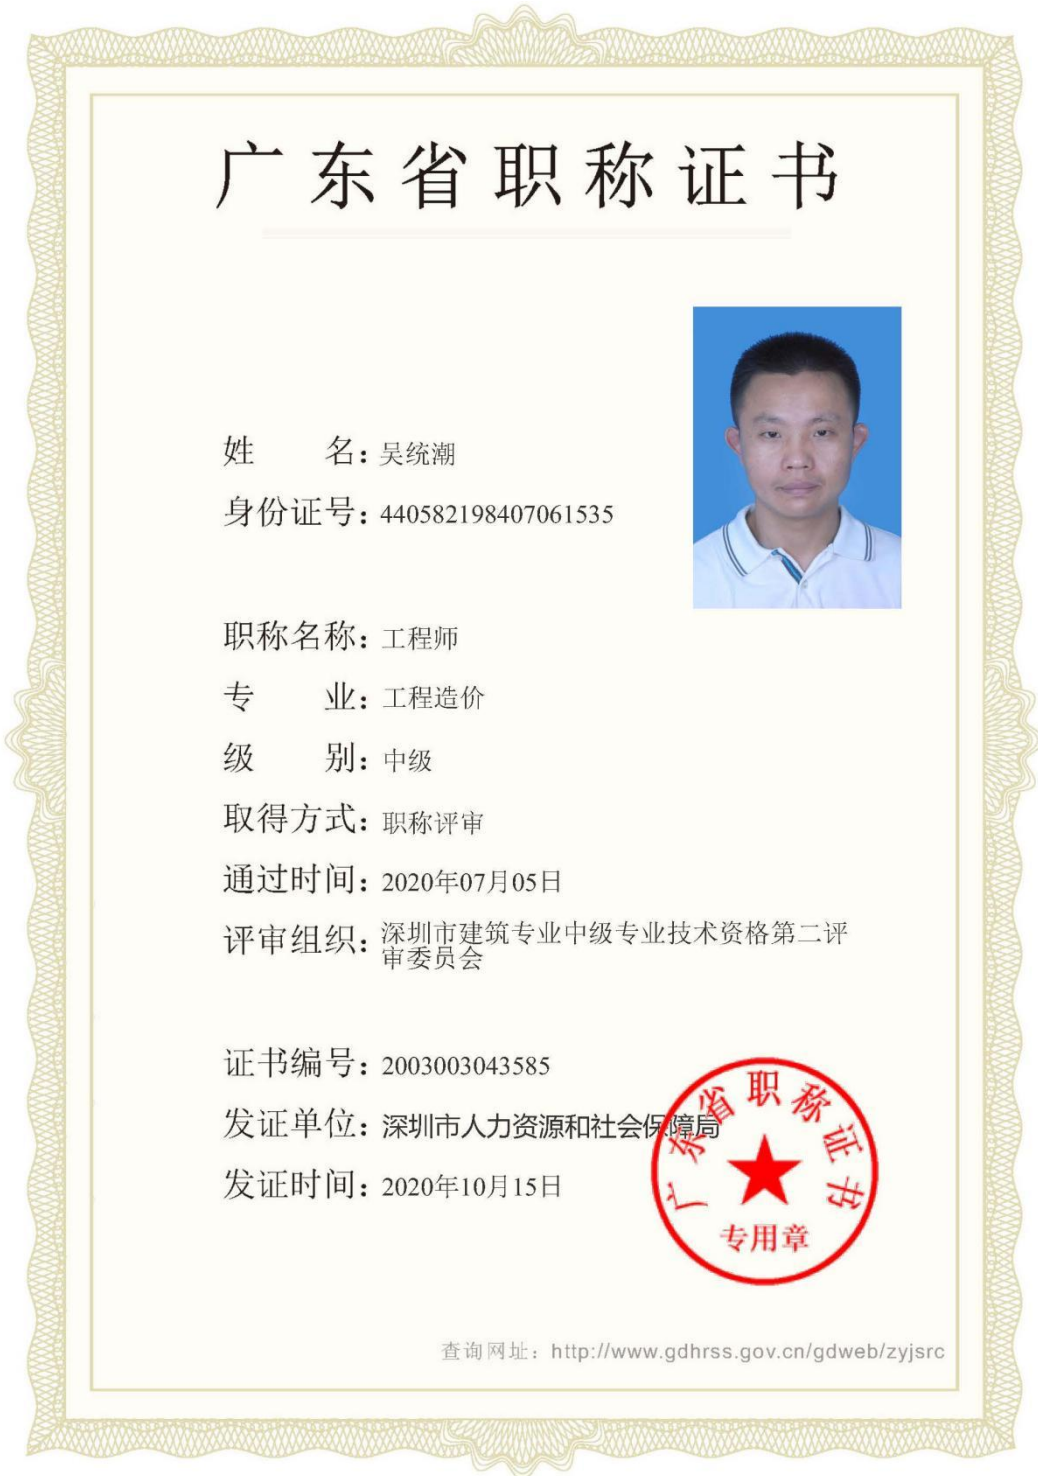 广东省职称证书
姓 名：吴统潮
身份证号：440582198407061535
职称名称：工程师
专 业：工程造价
级 别：中级
取得方式：职称评审
通过时间：2020年07月05日
评审组织：深圳市建筑专业中级专业技术资格第二评
审委员会
证书编号：2003003043585
发证单位：深圳市人力资源和社会保障局
发证时间：2020年10月15日
广东省职称证书
专用章
查询网址：http://www.gdhrss.gov.cn/gdweb/zyjsrc